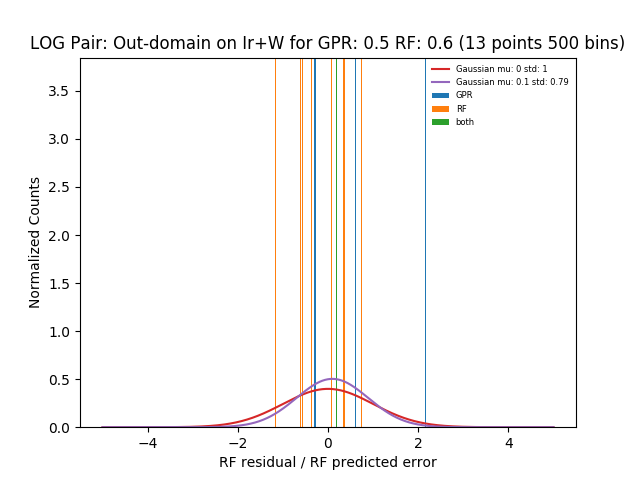 LOG Pair: Out-domain on Ir+W for GPR: 0.5 RF: 0.6 (13 points 500 bins)
Gaussian mu: 0 std: 1
Gaussian mu: 0.1 std: 0.79
GPR
RF
both
Normalized Counts
3.5
3.0
2.5
2.0
1.5
1.0
0.5
0.0
−4
−2
0
2
4
RF residual / RF predicted error